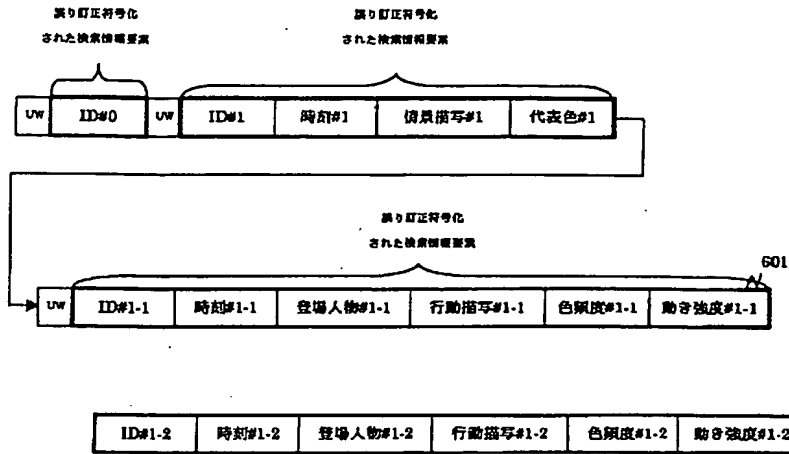 誤り訂正符号化
された検索情報要素
誤り訂正符号化
された検索情報要素
UW ID#0 UW ID#1 時刻#1 情景描写#1 代表色#1
誤り訂正符号化
された検索情報要素
601
UW ID#1-1 時刻#1-1 登場人物#1-1 行動描写#1-1 色頻度#1-1 動き強度#1-1
ID#1-2 時刻#1-2 登場人物#1-2 行動描写#1-2 色頻度#1-2 動き強度#1-2